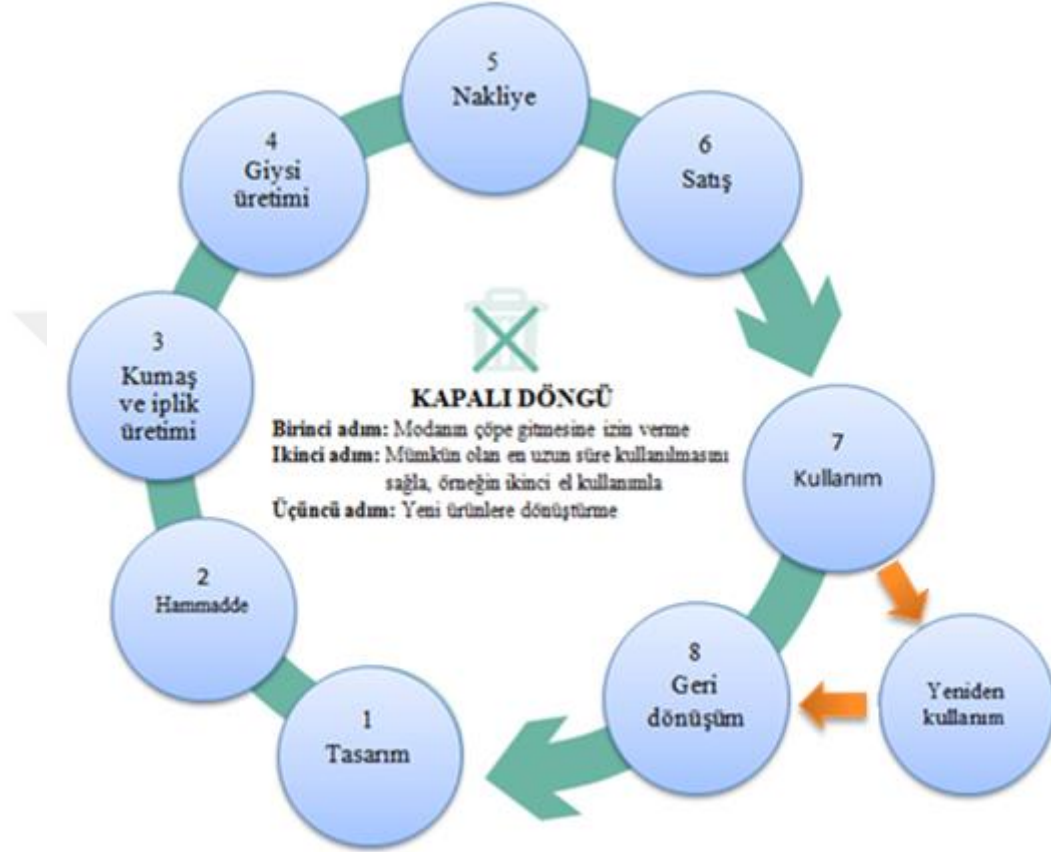 5
Nakliye
4
Giysi
üretimi
6
Satış
3
Kumaş
ve iplik
üretimi
KAPALI DÖNGÜ
Birinci adım: Modanın çöpe gitmesine izin verme
Ikinci adım: Mümkün olan en uzun süre kullanılmasını
sağla, örneğin ikinci el kullanımla
Üçüncü adım: Yeni ürünlere dönüştürme
7
Kullanım
2
Hammadde
8
Geri
dönüşüm
Yeniden
kullanım
1
Tasarım